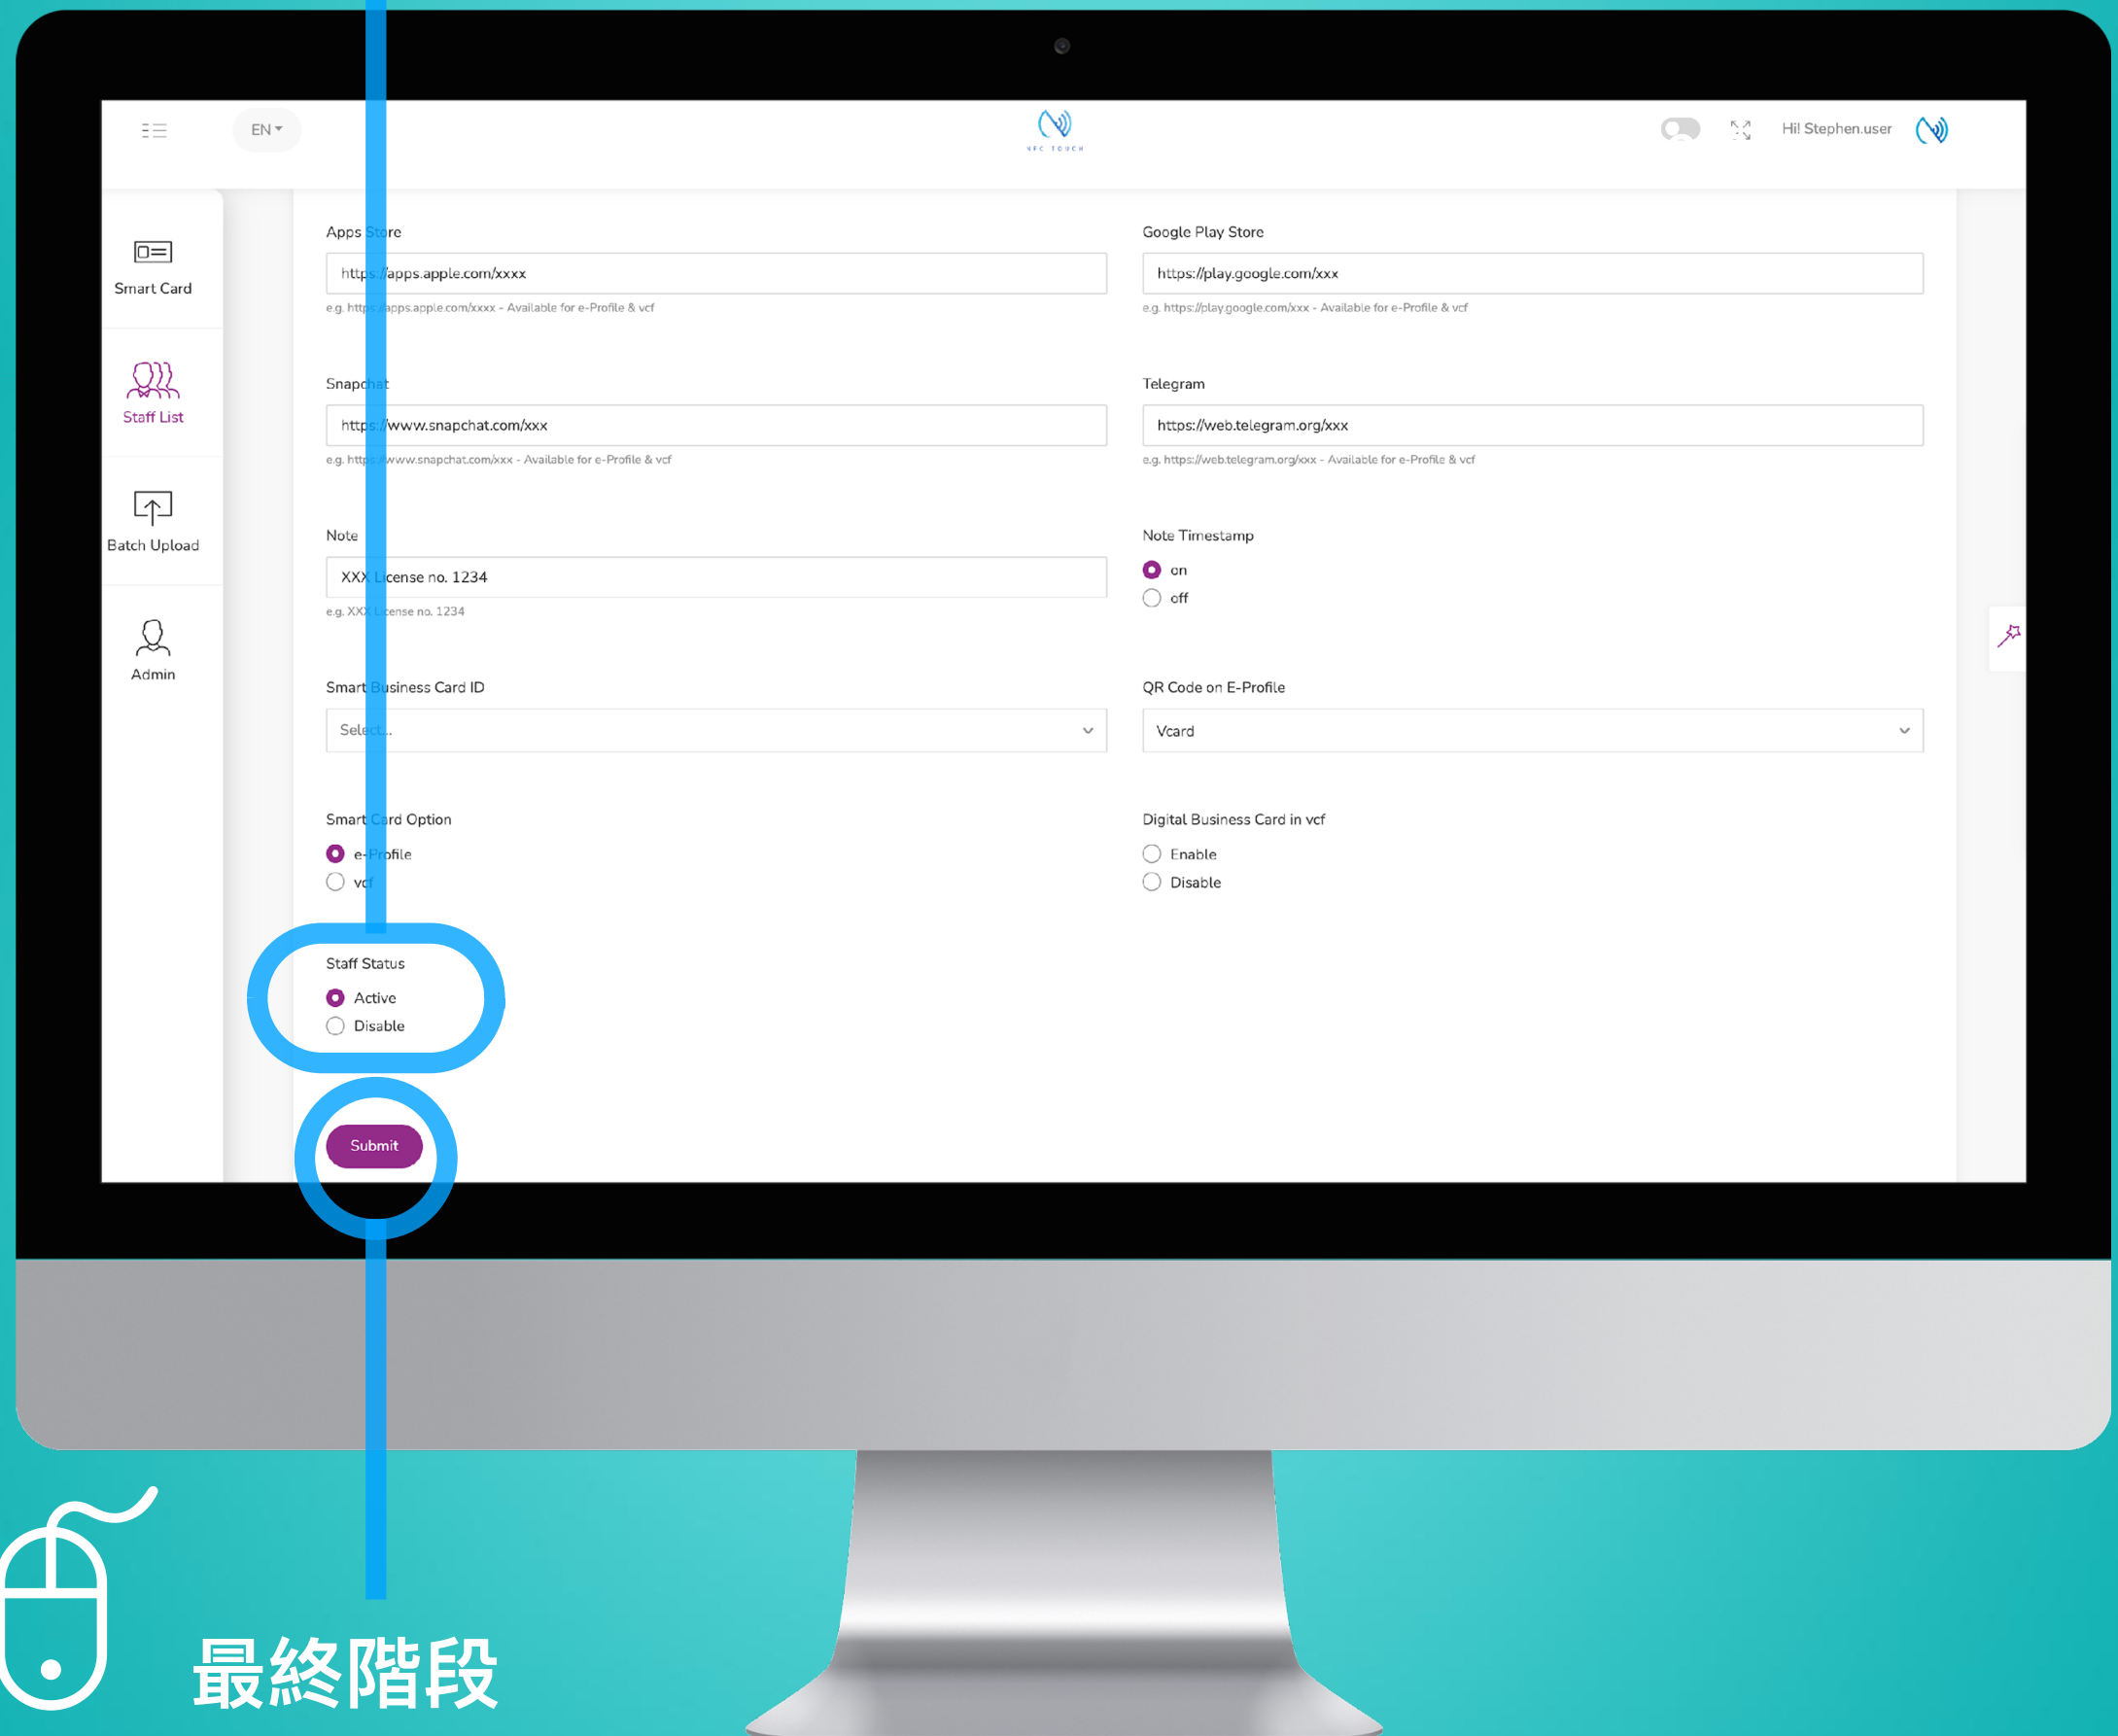 EN
NFC TOUCH
Hi! Stephen.user
Smart Card
Staff List
Batch Upload
Admin
Apps Store
https://apps.apple.com/xxxx
e.g. https://apps.apple.com/xxxx - Available for e-Profile & vcf
Google Play Store
https://play.google.com/xxx
e.g. https://play.google.com/xxx - Available for e-Profile & vcf
Snapchat
https://www.snapchat.com/xxx
e.g. https://www.snapchat.com/xxx - Available for e-Profile & vcf
Telegram
https://web.telegram.org/xxx
e.g. https://web.telegram.org/xxx - Available for e-Profile & vcf
Note
XXX License no. 1234
e.g. XXX License no. 1234
Note Timestamp
on
off
Smart Business Card ID
Select...
QR Code on E-Profile
Vcard
Smart Card Option
e-Profile
vcf
Digital Business Card in vcf
Enable
Disable
Staff Status
Active
Disable
Submit
最終階段